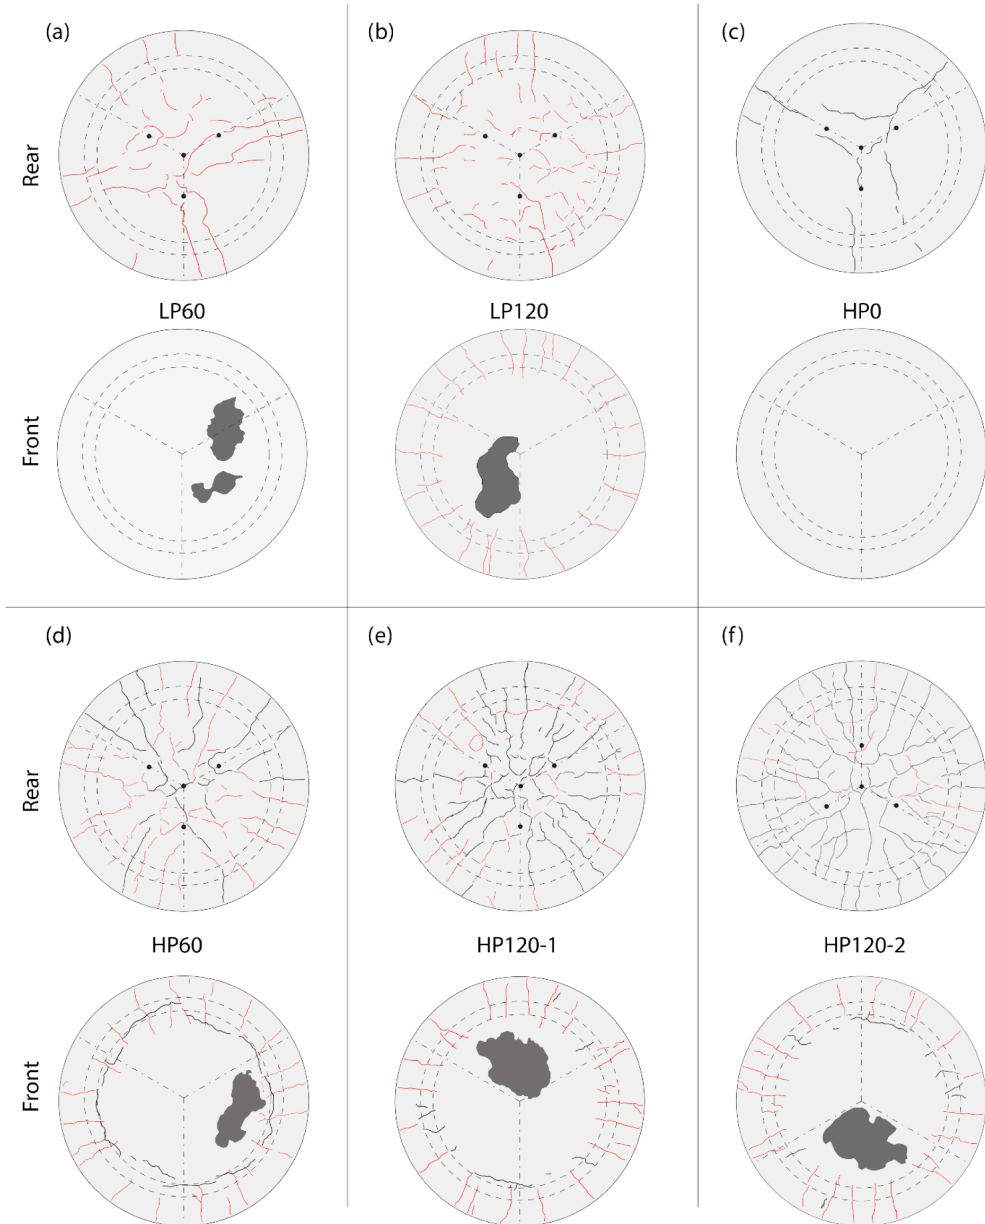 (a)
(b)
(c)
Rear
LP60
LP120
HP0
Front
(d)
(e)
(f)
Rear
HP60
HP120-1
HP120-2
Front